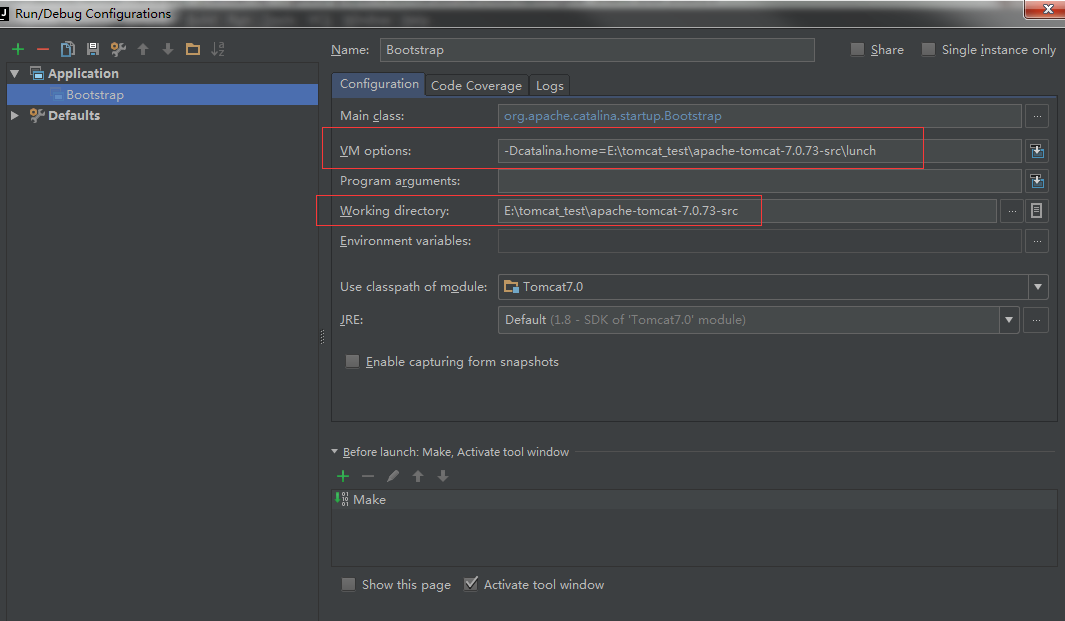 Run/Debug Configurations
Name: Bootstrap Share Single instance only
Application
Bootstrap
Defaults
Configuration Code Coverage Logs
Main class: org.apache.catalina.startup.Bootstrap
VM options: -Dcatalina.home=E:\tomcat_test\apache-tomcat-7.0.73-src\lunch
Program arguments:
Working directory: E:\tomcat_test\apache-tomcat-7.0.73-src
Environment variables:
Use classpath of module: Tomcat7.0
JRE: Default (1.8 - SDK of 'Tomcat7.0' module)
Enable capturing form snapshots
Before launch: Make, Activate tool window
Make
Show this page Activate tool window